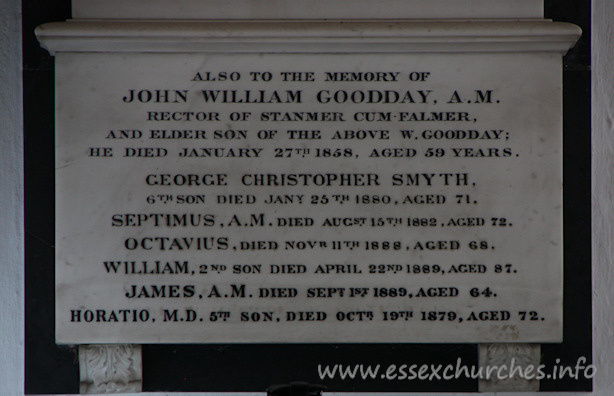 ALSO TO THE MEMORY OF
JOHN WILLIAM GOODDAY, A.M.
RECTOR OF STANMER CUM-FALMER,
AND ELDER SON OF THE ABOVE W. GOODDAY;
HE DIED JANUARY 27TH 1858, AGED 59 YEARS.
GEORGE CHRISTOPHER SMYTH,
6TH SON DIED JANY 25TH 1880, AGED 71.
SEPTIMUS, A.M. DIED AUGST 15TH 1882, AGED 72.
OCTAVIUS, DIED NOVR 11TH 1888, AGED 68.
WILLIAM, 2ND SON DIED APRIL 22ND 1889, AGED 87.
JAMES, A.M. DIED SEPT 1ST 1889, AGED 64.
HORATIO, M.D. 5TH SON, DIED OCTR 19TH 1879, AGED 72.
www.essexchurches.info